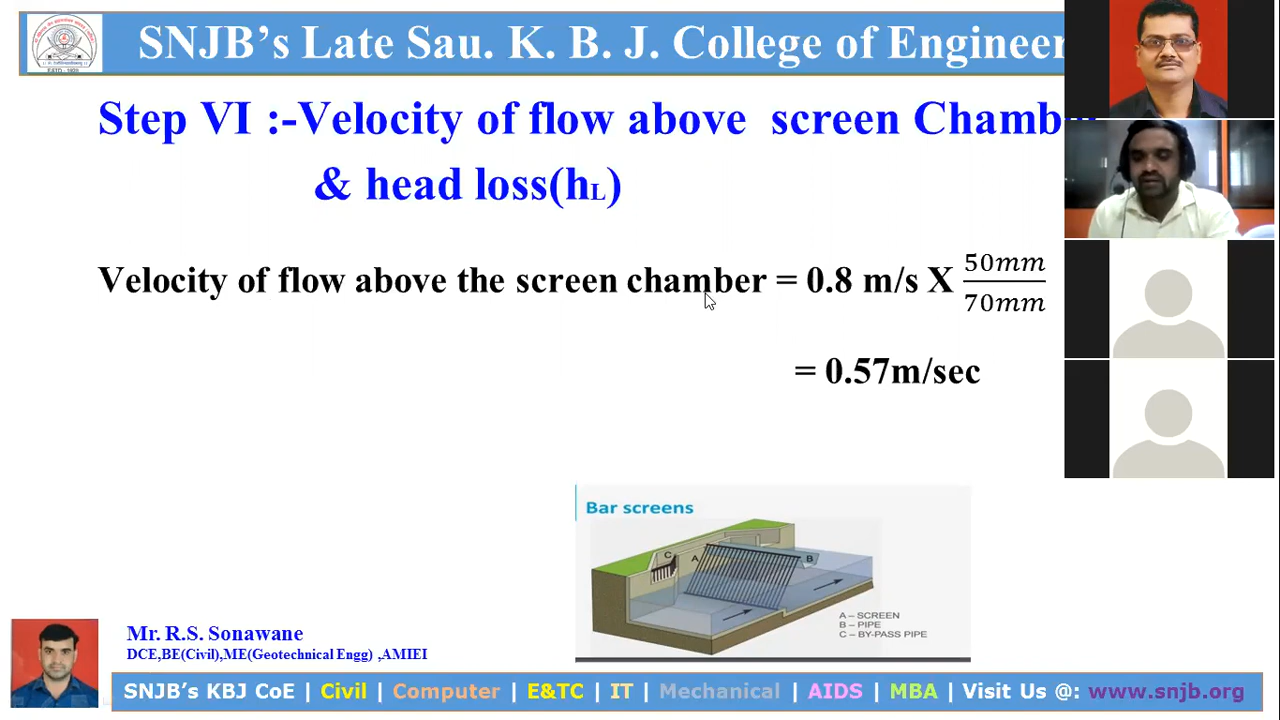 SNJB's Late Sau. K. B. J. College of Engineer
Step VI :-Velocity of flow above screen Chamber
& head loss(hL)
Velocity of flow above the screen chamber = 0.8 m/s X 50mm/70mm
= 0.57m/sec
Bar screens
C A B
A – SCREEN
B – PIPE
C – BY-PASS PIPE
Mr. R.S. Sonawane
DCE,BE(Civil),ME(Geotechnical Engg) ,AMIEI
SNJB's KBJ CoE | Civil | Computer | E&TC | IT | Mechanical | AIDS | MBA | Visit Us @: www.snjb.org